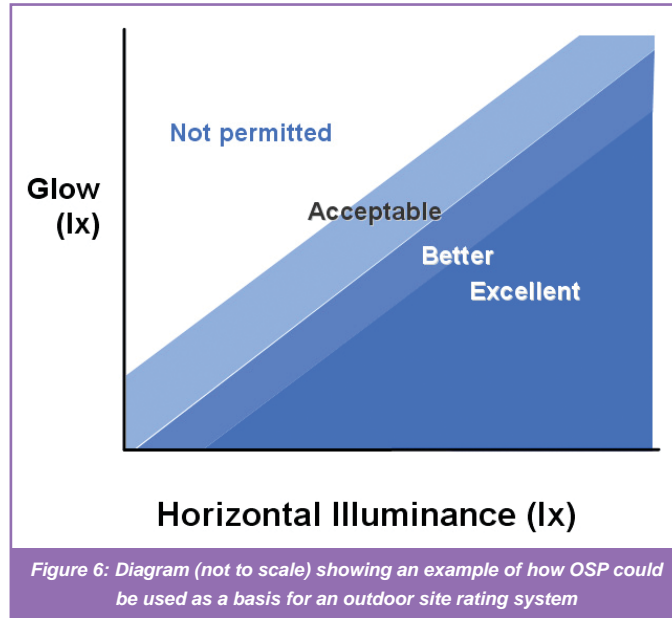 Not permitted
Glow
(lx)
Acceptable
Better
Excellent
Horizontal Illuminance (lx)
Figure 6: Diagram (not to scale) showing an example of how OSP could
be used as a basis for an outdoor site rating system